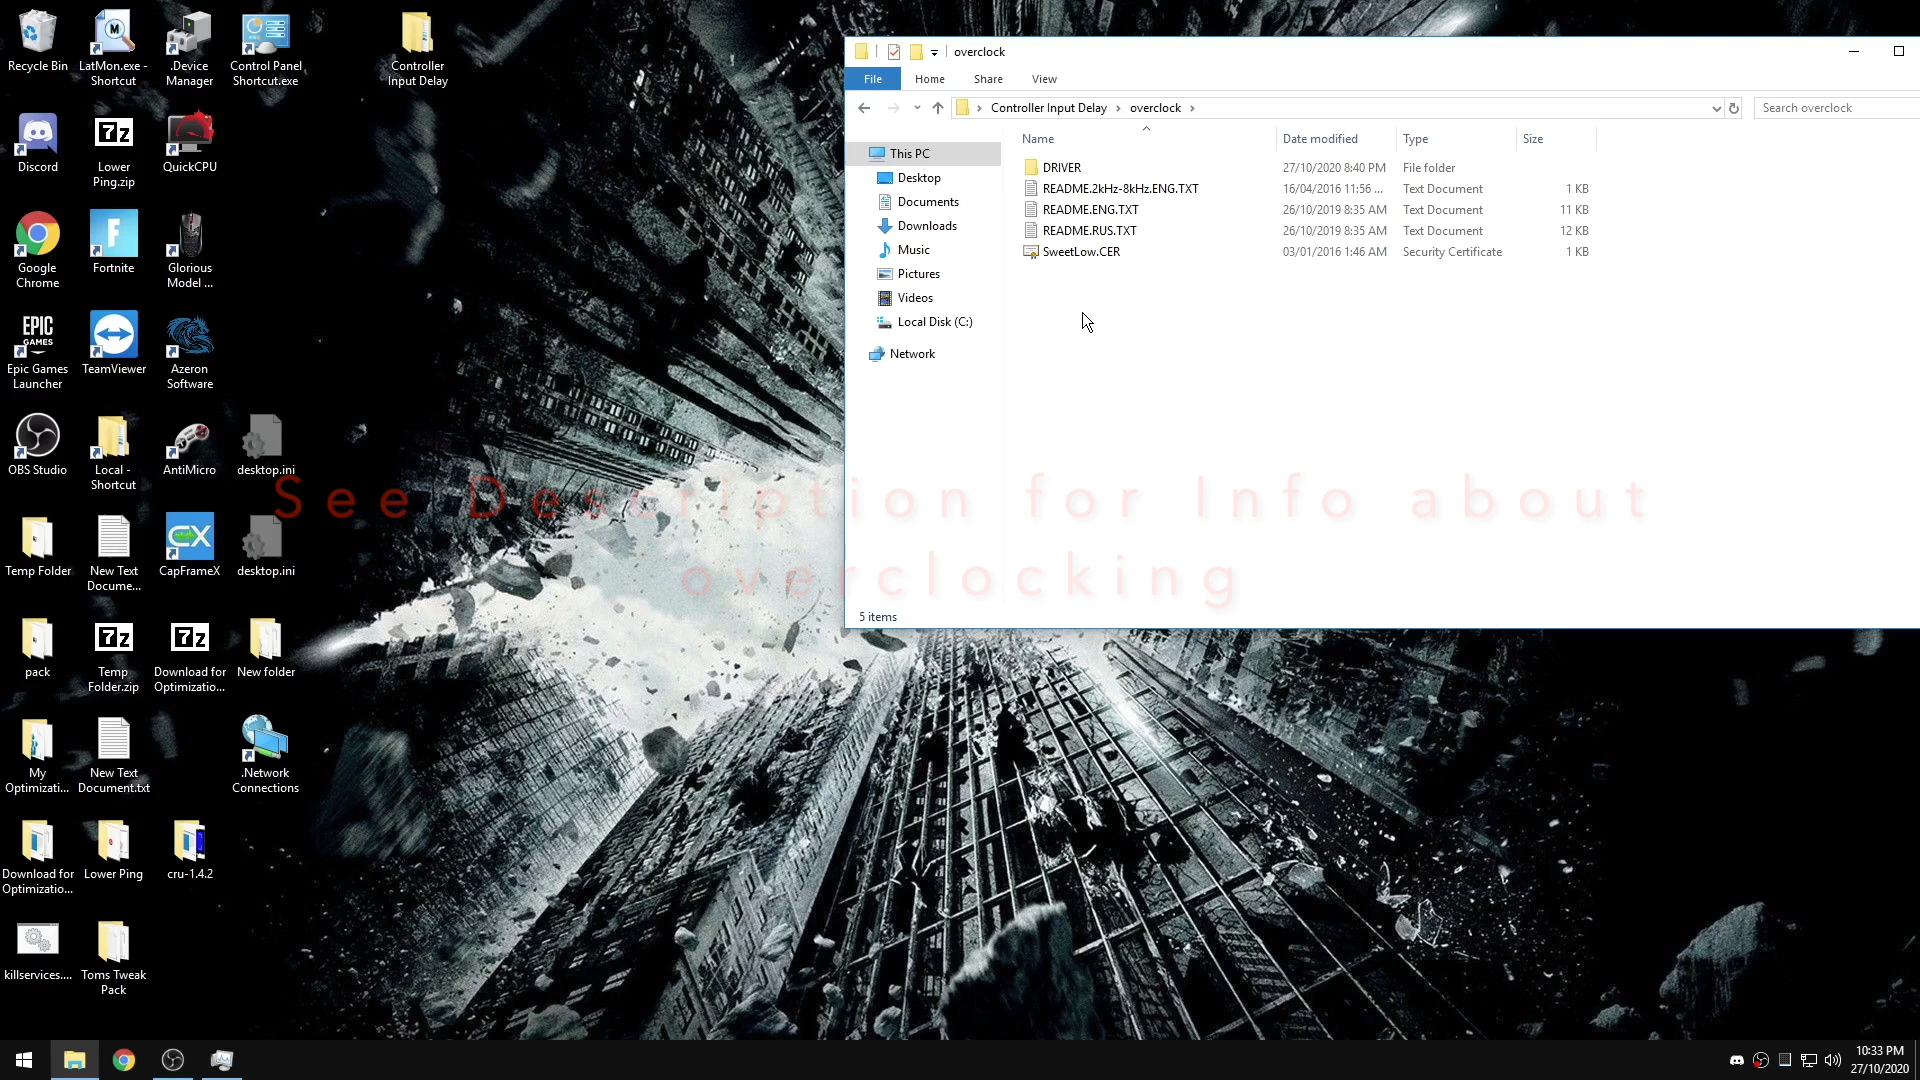 Recycle Bin
LatMon.exe -
Shortcut
.Device
Manager
Control Panel
Shortcut.exe
Controller
Input Delay
Discord
Lower
Ping.zip
QuickCPU
Google
Chrome
Fortnite
Glorious
Model ...
EPIC
GAMES
Epic Games
Launcher
TeamViewer
Azeron
Software
OBS Studio
Local -
Shortcut
AntiMicro
desktop.ini
Temp Folder
New Text
Docume...
CX
CapFrameX
desktop.ini
pack
7z
Temp
Folder.zip
7z
Download for
Optimizatio...
New folder
My
Optimizati...
New Text
Document.txt
.Network
Connections
Download for
Optimizatio...
Lower Ping
cru-1.4.2
killservices....
Toms Tweak
Pack
overclock
File Home Share View
Controller Input Delay > overclock >
Search overclock
Name Date modified Type Size
This PC
Desktop
Documents
Downloads
Music
Pictures
Videos
Local Disk (C:)
Network
DRIVER 27/10/2020 8:40 PM File folder
README.2kHz-8kHz.ENG.TXT 16/04/2016 11:56 ... Text Document 1 KB
README.ENG.TXT 26/10/2019 8:35 AM Text Document 11 KB
README.RUS.TXT 26/10/2019 8:35 AM Text Document 12 KB
SweetLow.CER 03/01/2016 1:46 AM Security Certificate 1 KB
See Description for Info about
overclocking
5 items
10:33 PM
27/10/2020